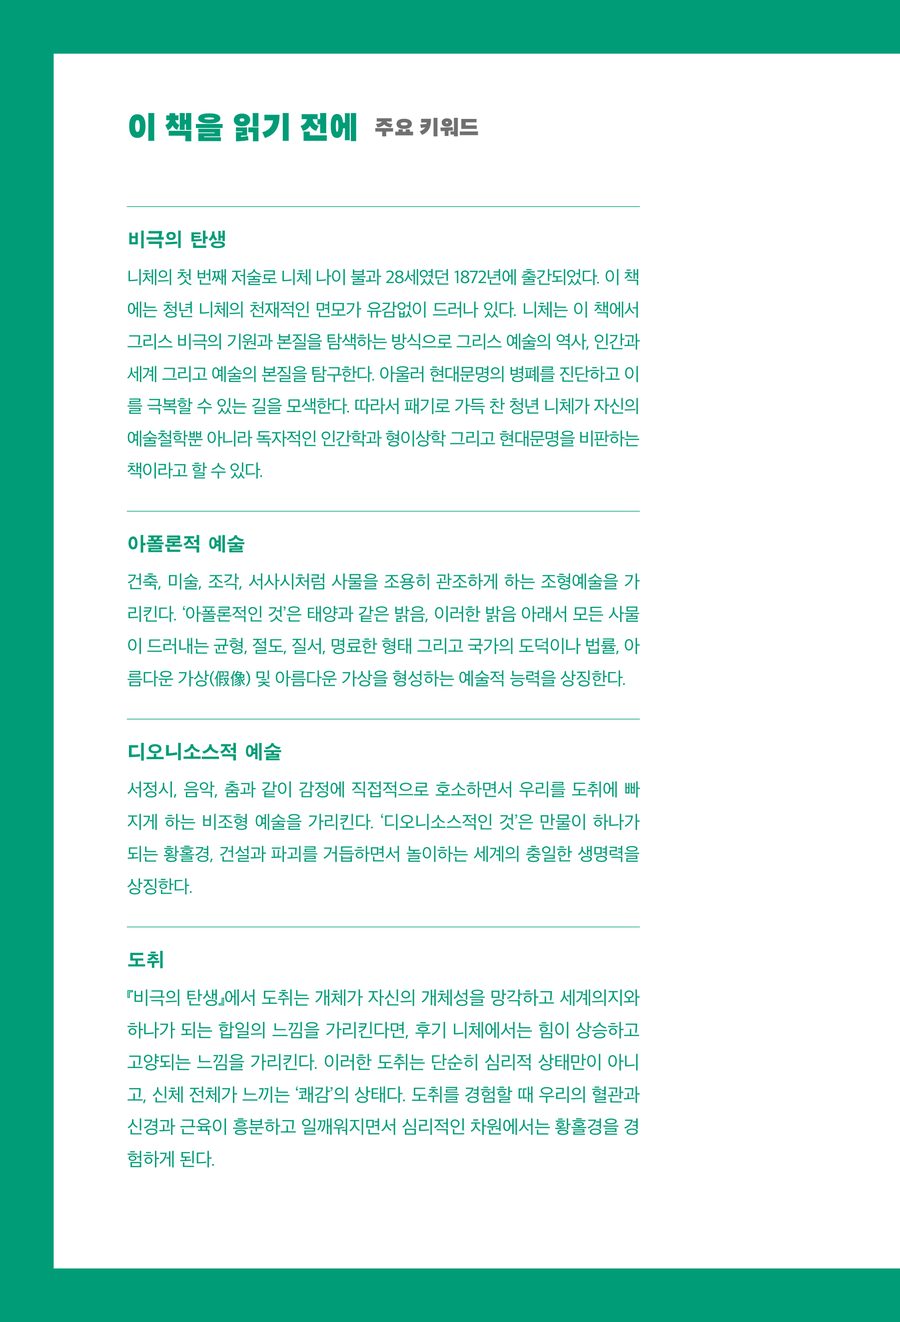 이 책을 읽기 전에 주요 키워드
비극의 탄생
니체의 첫 번째 저술로 니체 나이 불과 28세였던 1872년에 출간되었다. 이 책
에는 청년 니체의 천재적인 면모가 유감없이 드러나 있다. 니체는 이 책에서
그리스 비극의 기원과 본질을 탐색하는 방식으로 그리스 예술의 역사, 인간과
세계 그리고 예술의 본질을 탐구한다. 아울러 현대문명의 병폐를 진단하고 이
를 극복할 수 있는 길을 모색한다. 따라서 패기로 가득 찬 청년 니체가 자신의
예술철학뿐 아니라 독자적인 인간학과 형이상학 그리고 현대문명을 비판하는
책이라고 할 수 있다.
아폴론적 예술
건축, 미술, 조각, 서사시처럼 사물을 조용히 관조하게 하는 조형예술을 가
리킨다. ‘아폴론적인 것’은 태양과 같은 밝음, 이러한 밝음 아래서 모든 사물
이 드러내는 균형, 절도, 질서, 명료한 형태 그리고 국가의 도덕이나 법률, 아
름다운 가상(假像) 및 아름다운 가상을 형성하는 예술적 능력을 상징한다.
디오니소스적 예술
서정시, 음악, 춤과 같이 감정에 직접적으로 호소하면서 우리를 도취에 빠
지게 하는 비조형 예술을 가리킨다. ‘디오니소스적인 것’은 만물이 하나가
되는 황홀경, 건설과 파괴를 거듭하면서 놀이하는 세계의 충일한 생명력을
상징한다.
도취
『비극의 탄생』에서 도취는 개체가 자신의 개체성을 망각하고 세계의지와
하나가 되는 합일의 느낌을 가리킨다면, 후기 니체에서는 힘이 상승하고
고양되는 느낌을 가리킨다. 이러한 도취는 단순히 심리적 상태만이 아니
고, 신체 전체가 느끼는 ‘쾌감’의 상태다. 도취를 경험할 때 우리의 혈관과
신경과 근육이 흥분하고 일깨워지면서 심리적인 차원에서는 황홀경을 경
험하게 된다.